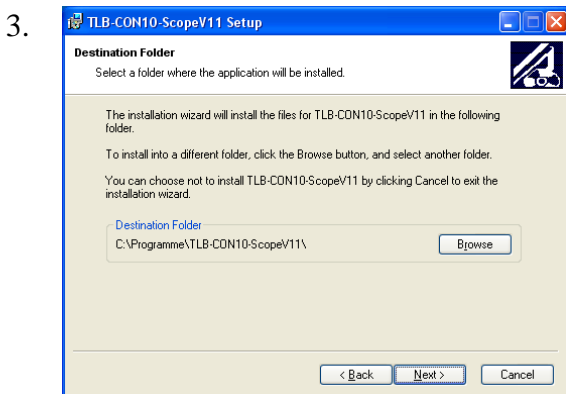 3.
TLB-CON10-ScopeV11 Setup
Destination Folder
Select a folder where the application will be installed.
The installation wizard will install the files for TLB-CON10-ScopeV11 in the following
folder.
To install into a different folder, click the Browse button, and select another folder.
You can choose not to install TLB-CON10-ScopeV11 by clicking Cancel to exit the
installation wizard.
Destination Folder
C:\Programme\TLB-CON10-ScopeV11\ Browse
< Back Next > Cancel